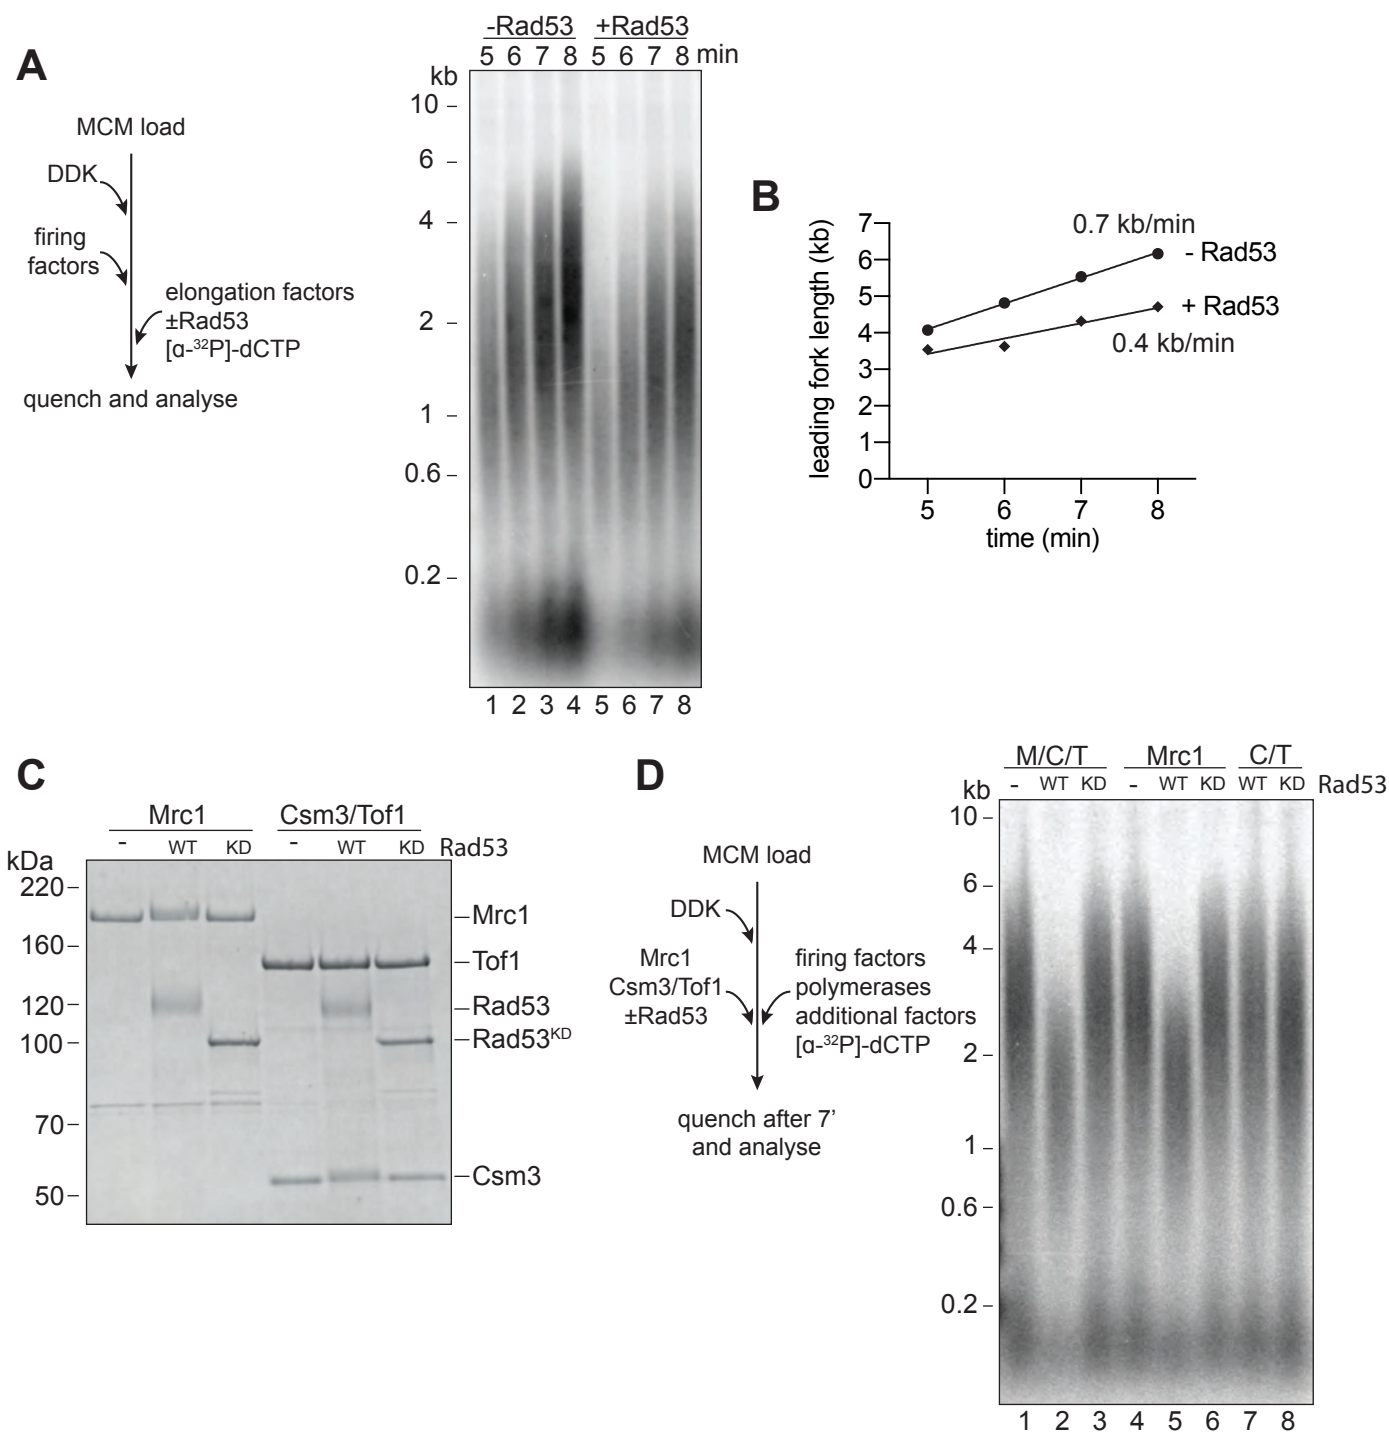 A
-Rad53 +Rad53
5 6 7 8 5 6 7 8 min
kb
10
6
4
2
1
0.6
0.2
1 2 3 4 5 6 7 8
MCM load
DDK
firing
factors
elongation factors
±Rad53
[α-³²P]-dCTP
quench and analyse
B
leading fork length (kb)
7
6
5
4
3
2
1
0
0.7 kb/min
- Rad53
+ Rad53
0.4 kb/min
5 6 7 8
time (min)
C
Mrc1 Csm3/Tof1
- WT KD - WT KD Rad53
kDa
220
160
120
100
70
50
Mrc1
Tof1
Rad53
Rad53ᴷᴰ
Csm3
D
MCM load
DDK
Mrc1
Csm3/Tof1
±Rad53
firing factors
polymerases
additional factors
[α-³²P]-dCTP
quench after 7'
and analyse
M/C/T Mrc1 C/T
- WT KD - WT KD WT KD Rad53
kb
10
6
4
2
1
0.6
0.2
1 2 3 4 5 6 7 8